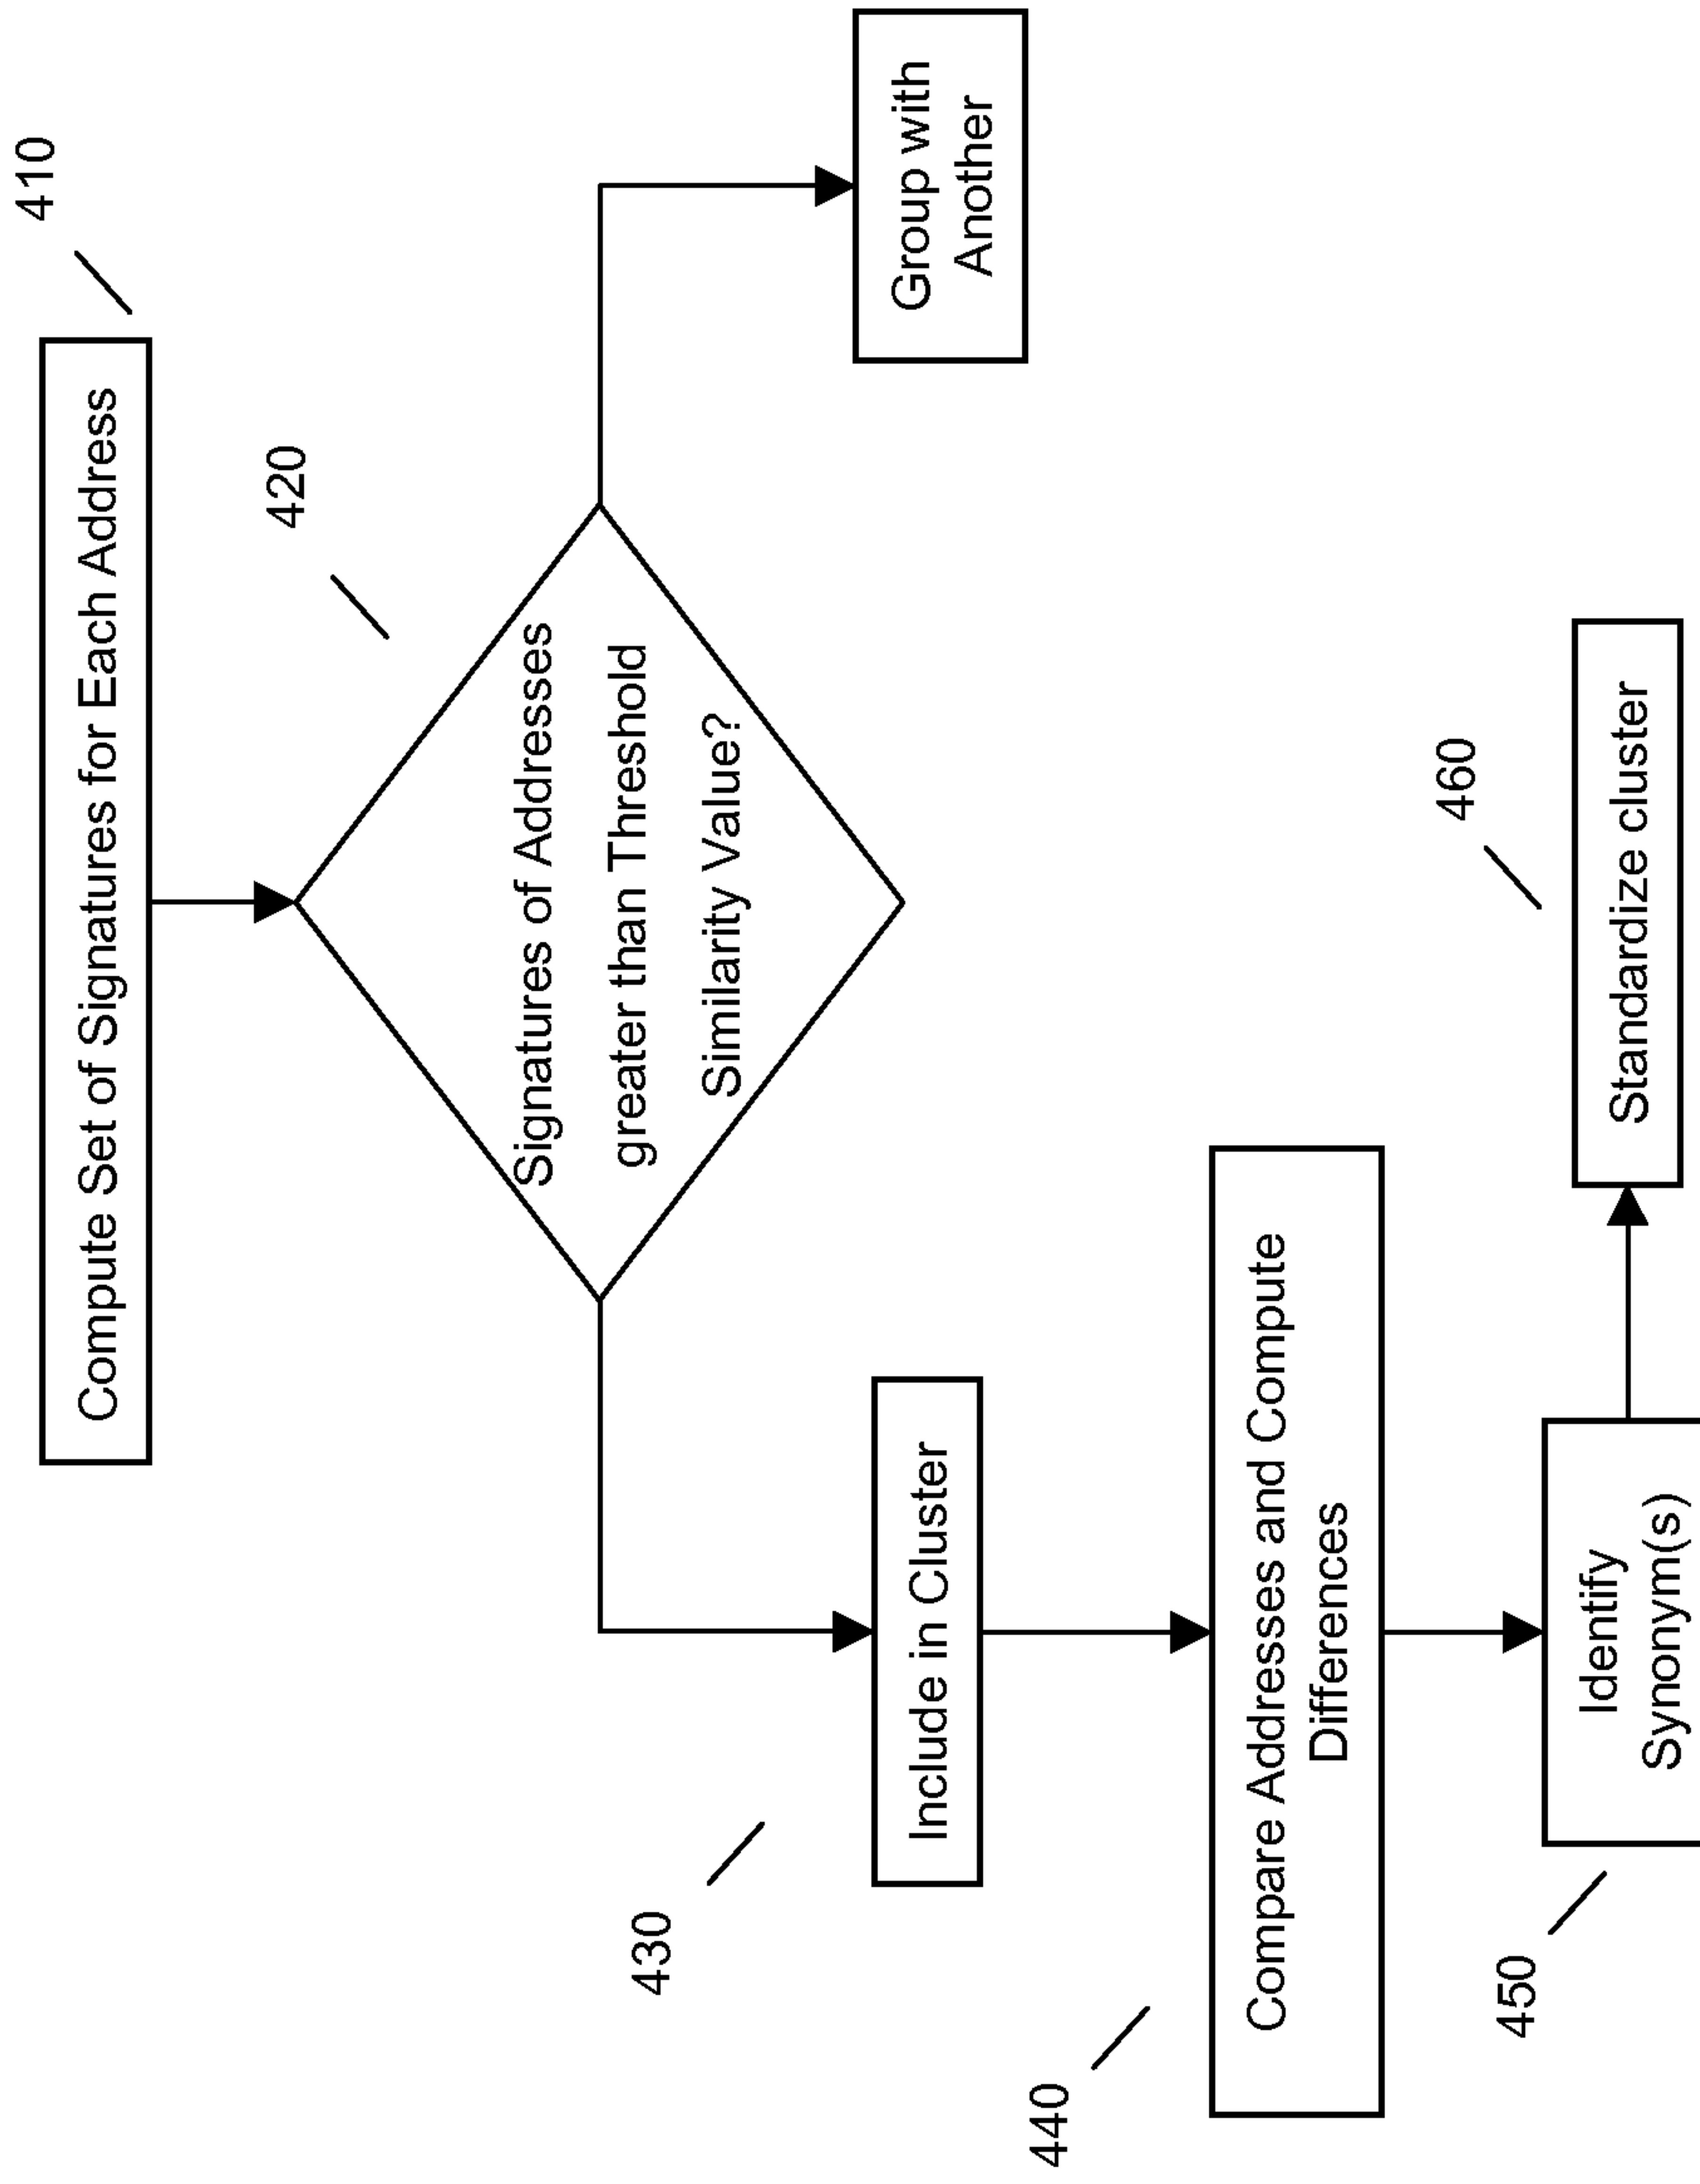 410
Compute Set of Signatures for Each Address
420
Signatures of Addresses
greater than Threshold
Similarity Value?
430
Include in Cluster
Group with
Another
440
Compare Addresses and Compute
Differences
450
Identify
Synonym(s)
460
Standardize cluster